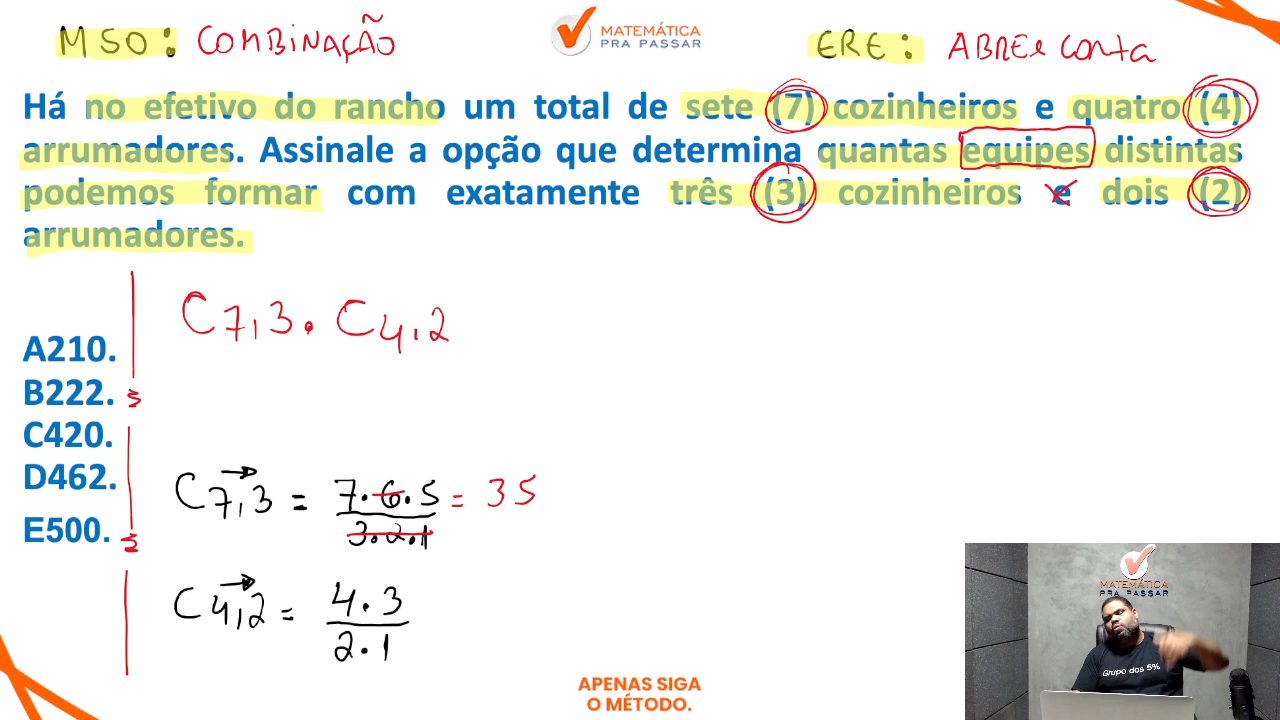 MSO: COMBINAÇÃO
MATEMÁTICA
PRA PASSAR
ERE: ABRE e conta
Há no efetivo do rancho um total de sete (7) cozinheiros e quatro (4)
arrumadores. Assinale a opção que determina quantas equipes distintas
podemos formar com exatamente três (3) cozinheiros e dois (2)
arrumadores.
C7,3 . C4,2
A210.
B222.
C420.
D462.
E500.
C7,3 = 7.6.5 / 3.2.1 = 35
C4,2 = 4.3 / 2.1
MATEMÁTICA
PRA PASSAR
Grupo dos 5%
APENAS SIGA
O MÉTODO.